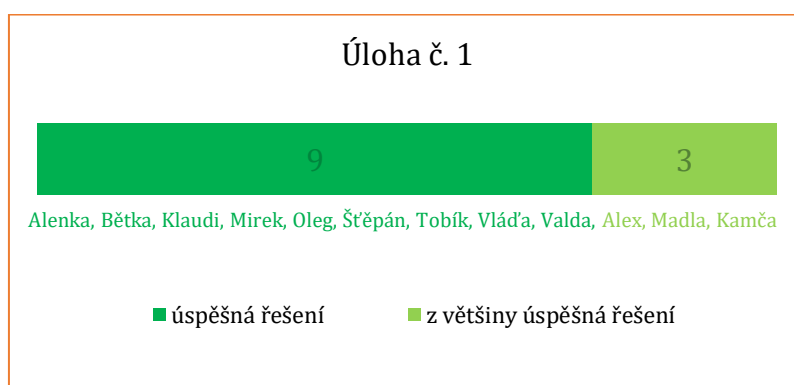 Úloha č. 1
9 3
Alenka, Bětka, Klaudi, Mirek, Oleg, Šťěpán, Tobík, Vláďa, Valda, Alex, Madla, Kamča
úspěšná řešení z většiny úspěšná řešení